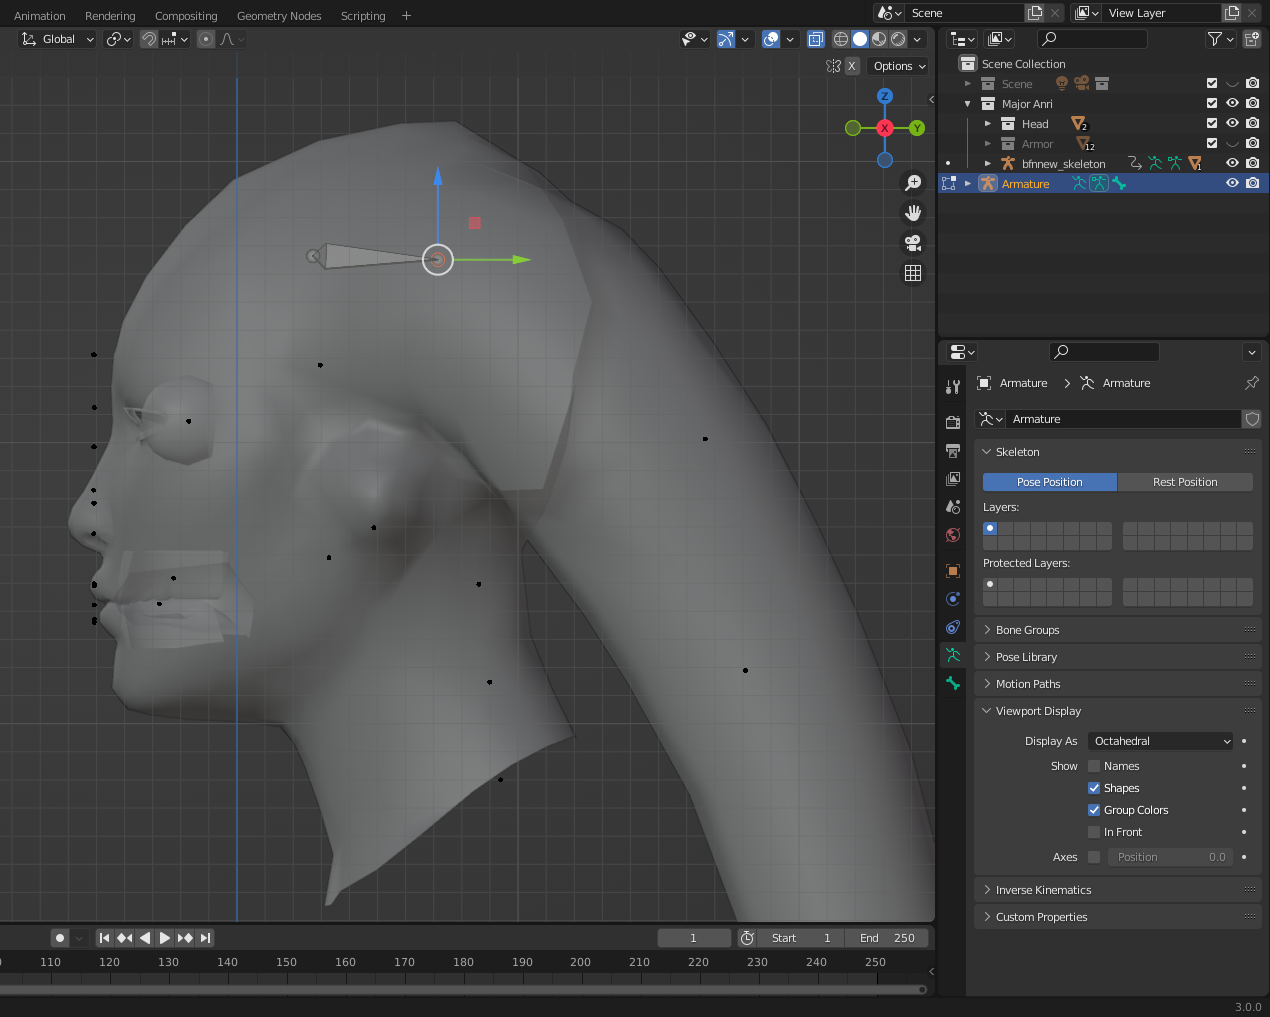 Animation Rendering Compositing Geometry Nodes Scripting +
Scene View Layer
Global
X Options
Z
X Y
Scene Collection
Scene
Major Anri
Head 2
Armor 12
bfnnew_skeleton 1
Armature
Armature > Armature
Armature
Skeleton
Pose Position Rest Position
Layers:
Protected Layers:
Bone Groups
Pose Library
Motion Paths
Viewport Display
Display As Octahedral
Show Names
Shapes
Group Colors
In Front
Axes Position 0.0
Inverse Kinematics
Custom Properties
1 Start 1 End 250
110 120 130 140 150 160 170 180 190 200 210 220 230 240 250
3.0.0